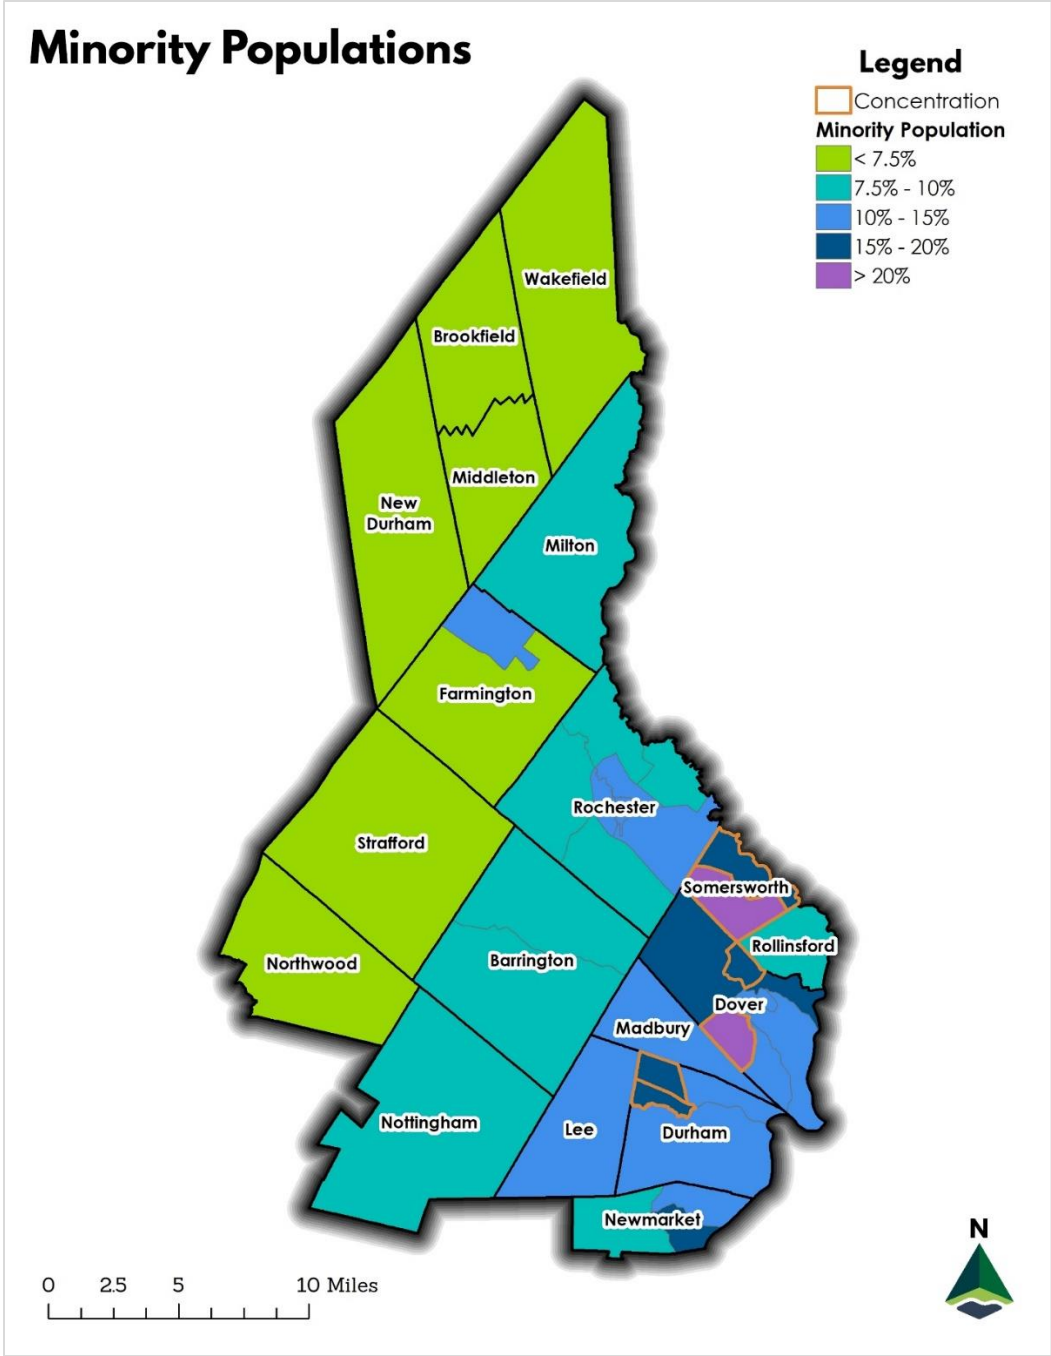 Minority Populations
Legend
Concentration
Minority Population
< 7.5%
7.5% - 10%
10% - 15%
15% - 20%
> 20%
Wakefield
Brookfield
Middleton
New
Durham
Milton
Farmington
Rochester
Strafford
Somersworth
Rollinsford
Northwood
Barrington
Dover
Madbury
Nottingham
Lee
Durham
Newmarket
N
0 2.5 5 10 Miles